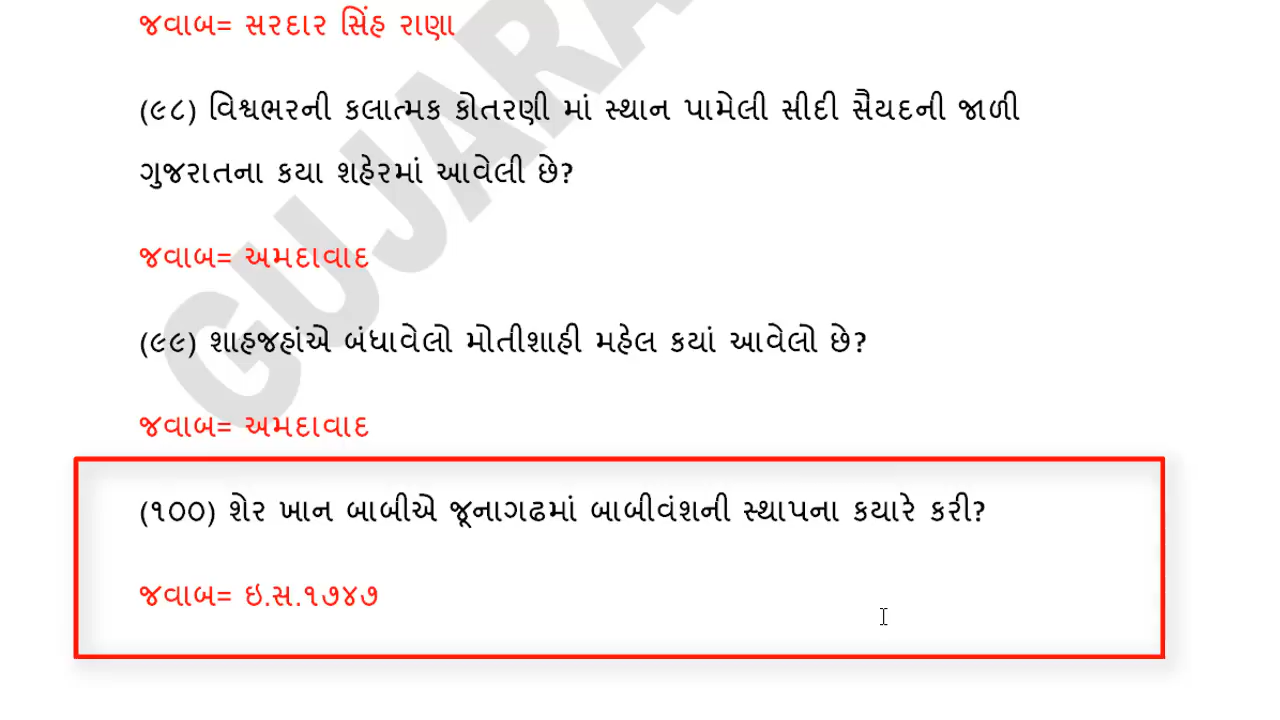 જવાબ= સરદાર સિંહ રાણા
(૯૮) વિશ્વભરની કલાત્મક કોતરણી માં સ્થાન પામેલી સીદી સૈયદની જાળી
ગુજરાતના કયા શહેરમાં આવેલી છે?
જવાબ= અમદાવાદ
(૯૯) શાહજહાંએ બંધાવેલો મોતીશાહી મહેલ કયાં આવેલો છે?
જવાબ= અમદાવાદ
(૧૦૦) શેર ખાન બાબીએ જૂનાગઢમાં બાબીવંશની સ્થાપના કયારે કરી?
જવાબ= ઇ.સ.૧૭૪૭
GUJARA